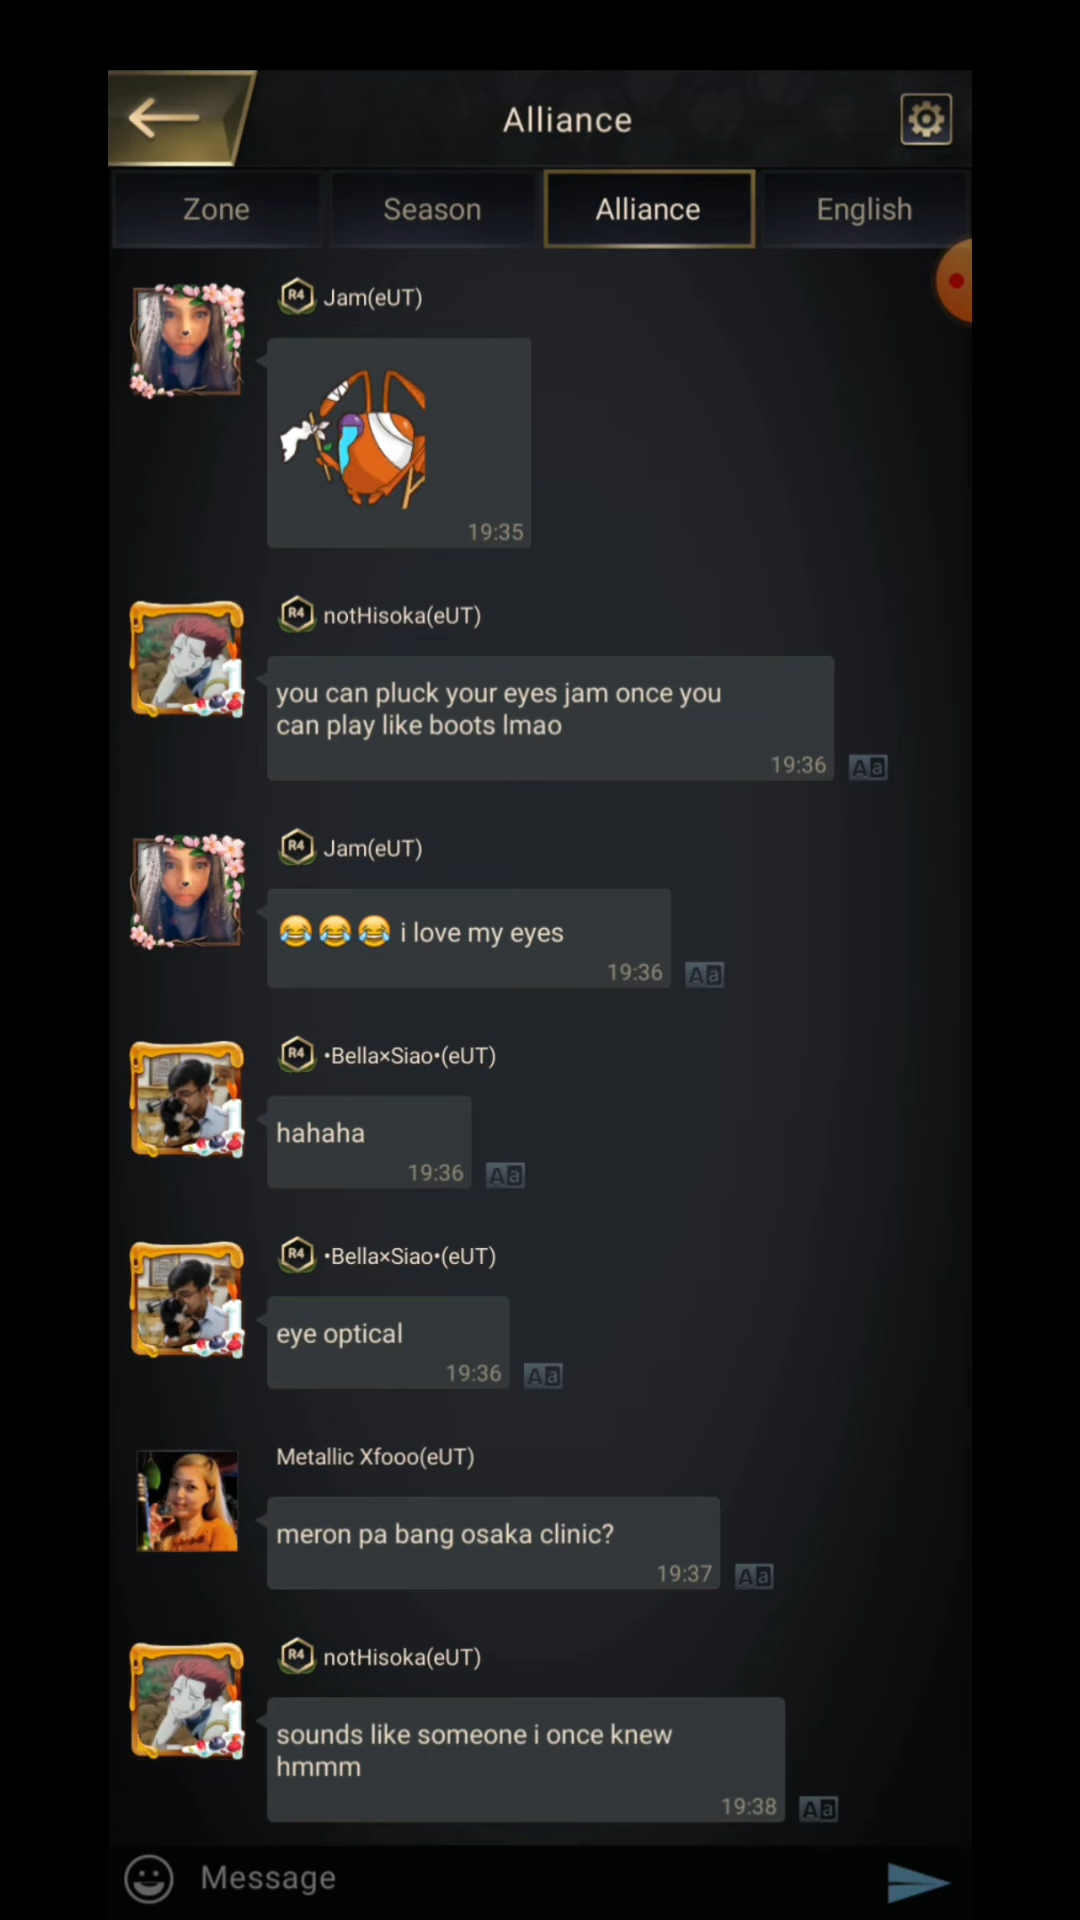 Alliance
Zone
Season
Alliance
English
R4 Jam(eUT)
19:35
R4 notHisoka(eUT)
you can pluck your eyes jam once you
can play like boots lmao
19:36
Aa
R4 Jam(eUT)
😂😂😂 i love my eyes
19:36
Aa
R4 •Bella×Siao•(eUT)
hahaha
19:36
Aa
R4 •Bella×Siao•(eUT)
eye optical
19:36
Aa
Metallic Xfooo(eUT)
meron pa bang osaka clinic?
19:37
Aa
R4 notHisoka(eUT)
sounds like someone i once knew
hmmm
19:38
Aa
Message